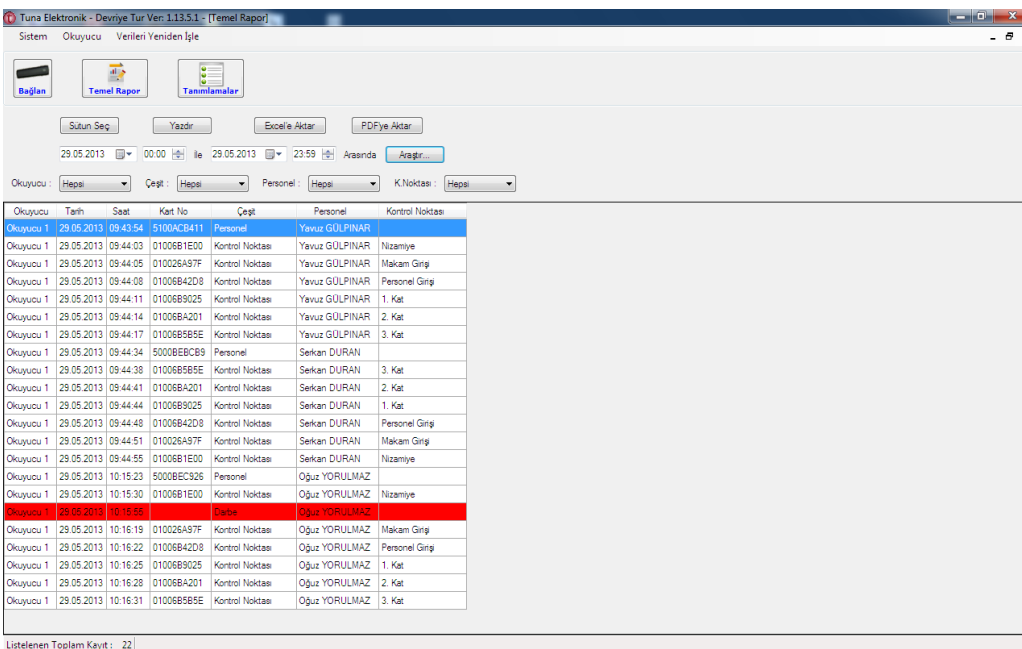 Tuna Elektronik - Devriye Tur Ver: 1.13.5.1 - [Temel Rapor]
Sistem Okuyucu Verileri Yeniden İşle
Bağlan Temel Rapor Tanımlamalar
Sütun Seç Yazdır Excel'e Aktar PDF'ye Aktar
29.05.2013 00:00 ile 29.05.2013 23:59 Arasında Araştır...
Okuyucu : Hepsi Çeşit : Hepsi Personel : Hepsi K.Noktası : Hepsi
Okuyucu Tarih Saat Kart No Çeşit Personel Kontrol Noktası
Okuyucu 1 29.05.2013 09:43:54 5100ACB411 Personel Yavuz GÜLPINAR
Okuyucu 1 29.05.2013 09:44:03 01006B1E00 Kontrol Noktası Yavuz GÜLPINAR Nizamiye
Okuyucu 1 29.05.2013 09:44:05 010026A97F Kontrol Noktası Yavuz GÜLPINAR Makam Girişi
Okuyucu 1 29.05.2013 09:44:08 01006B42D8 Kontrol Noktası Yavuz GÜLPINAR Personel Girişi
Okuyucu 1 29.05.2013 09:44:11 01006B9025 Kontrol Noktası Yavuz GÜLPINAR 1. Kat
Okuyucu 1 29.05.2013 09:44:14 01006BA201 Kontrol Noktası Yavuz GÜLPINAR 2. Kat
Okuyucu 1 29.05.2013 09:44:17 01006B5B5E Kontrol Noktası Yavuz GÜLPINAR 3. Kat
Okuyucu 1 29.05.2013 09:44:34 5000BEBCB9 Personel Serkan DURAN
Okuyucu 1 29.05.2013 09:44:38 01006B5B5E Kontrol Noktası Serkan DURAN 3. Kat
Okuyucu 1 29.05.2013 09:44:41 01006BA201 Kontrol Noktası Serkan DURAN 2. Kat
Okuyucu 1 29.05.2013 09:44:44 01006B9025 Kontrol Noktası Serkan DURAN 1. Kat
Okuyucu 1 29.05.2013 09:44:48 01006B42D8 Kontrol Noktası Serkan DURAN Personel Girişi
Okuyucu 1 29.05.2013 09:44:51 010026A97F Kontrol Noktası Serkan DURAN Makam Girişi
Okuyucu 1 29.05.2013 09:44:55 01006B1E00 Kontrol Noktası Serkan DURAN Nizamiye
Okuyucu 1 29.05.2013 10:15:23 5000BEC926 Personel Oğuz YORULMAZ
Okuyucu 1 29.05.2013 10:15:30 01006B1E00 Kontrol Noktası Oğuz YORULMAZ Nizamiye
Okuyucu 1 29.05.2013 10:15:55 Darbe Oğuz YORULMAZ
Okuyucu 1 29.05.2013 10:16:19 010026A97F Kontrol Noktası Oğuz YORULMAZ Makam Girişi
Okuyucu 1 29.05.2013 10:16:22 01006B42D8 Kontrol Noktası Oğuz YORULMAZ Personel Girişi
Okuyucu 1 29.05.2013 10:16:25 01006B9025 Kontrol Noktası Oğuz YORULMAZ 1. Kat
Okuyucu 1 29.05.2013 10:16:28 01006BA201 Kontrol Noktası Oğuz YORULMAZ 2. Kat
Okuyucu 1 29.05.2013 10:16:31 01006B5B5E Kontrol Noktası Oğuz YORULMAZ 3. Kat
Listelenen Toplam Kayıt : 22